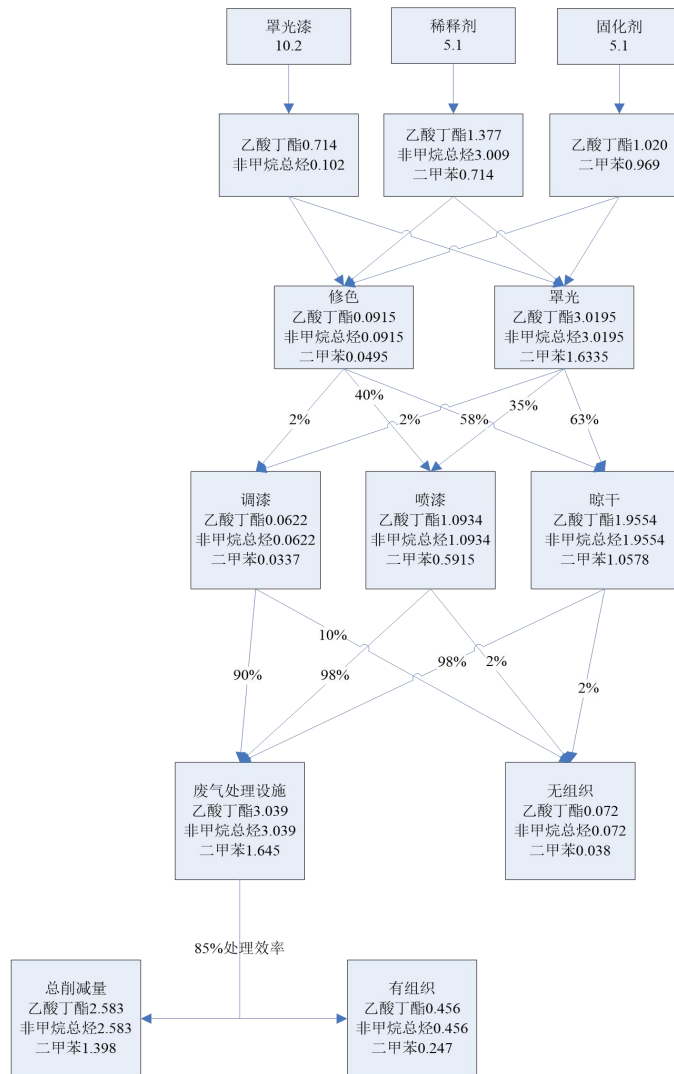 罩光漆
10.2
稀释剂
5.1
固化剂
5.1
乙酸丁酯0.714
非甲烷总烃0.102
乙酸丁酯1.377
非甲烷总烃3.009
二甲苯0.714
乙酸丁酯1.020
二甲苯0.969
修色
乙酸丁酯0.0915
非甲烷总烃0.0915
二甲苯0.0495
罩光
乙酸丁酯3.0195
非甲烷总烃3.0195
二甲苯1.6335
2%
40%
2%
58%
35%
63%
调漆
乙酸丁酯0.0622
非甲烷总烃0.0622
二甲苯0.0337
喷漆
乙酸丁酯1.0934
非甲烷总烃1.0934
二甲苯0.5915
晾干
乙酸丁酯1.9554
非甲烷总烃1.9554
二甲苯1.0578
90%
10%
98%
98%
2%
2%
废气处理设施
乙酸丁酯3.039
非甲烷总烃3.039
二甲苯1.645
无组织
乙酸丁酯0.072
非甲烷总烃0.072
二甲苯0.038
85%处理效率
总削减量
乙酸丁酯2.583
非甲烷总烃2.583
二甲苯1.398
有组织
乙酸丁酯0.456
非甲烷总烃0.456
二甲苯0.247